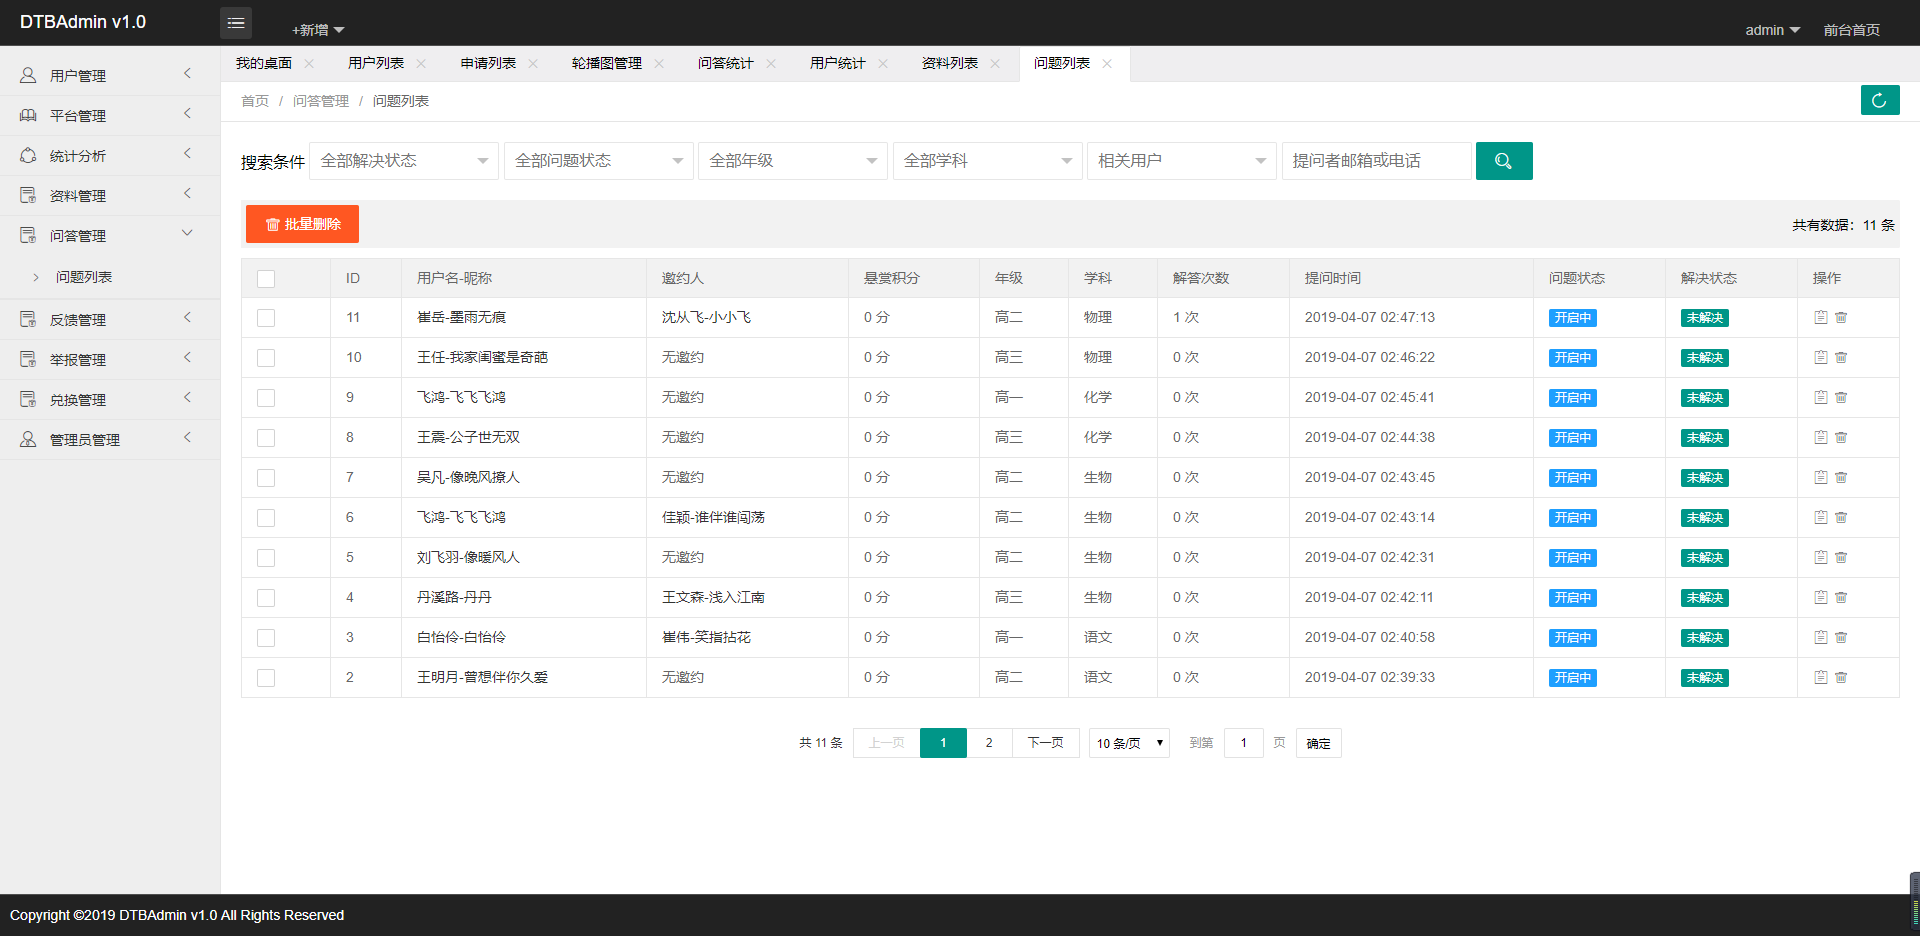 DTBAdmin v1.0
+新增
admin
前台首页
用户管理
平台管理
统计分析
资料管理
问答管理
问题列表
反馈管理
举报管理
兑换管理
管理员管理
我的桌面 用户列表 申请列表 轮播图管理 问答统计 用户统计 资料列表 问题列表
首页 / 问答管理 / 问题列表
搜索条件 全部解决状态 全部问题状态 全部年级 全部学科 相关用户 提问者邮箱或电话
批量删除 共有数据：11 条
ID 用户名-昵称 邀约人 悬赏积分 年级 学科 解答次数 提问时间 问题状态 解决状态 操作
11 崔岳-墨雨无痕 沈从飞-小小飞 0 分 高二 物理 1 次 2019-04-07 02:47:13 开启中 未解决
10 王任-我家闺蜜是奇葩 无邀约 0 分 高三 物理 0 次 2019-04-07 02:46:22 开启中 未解决
9 飞鸿-飞飞飞鸿 无邀约 0 分 高一 化学 0 次 2019-04-07 02:45:41 开启中 未解决
8 王震-公子世无双 无邀约 0 分 高三 化学 0 次 2019-04-07 02:44:38 开启中 未解决
7 吴凡-像晚风撩人 无邀约 0 分 高二 生物 0 次 2019-04-07 02:43:45 开启中 未解决
6 飞鸿-飞飞飞鸿 佳颖-谁伴谁闯荡 0 分 高二 生物 0 次 2019-04-07 02:43:14 开启中 未解决
5 刘飞羽-像暖风人 无邀约 0 分 高二 生物 0 次 2019-04-07 02:42:31 开启中 未解决
4 丹溪路-丹丹 王文森-浅入江南 0 分 高三 生物 0 次 2019-04-07 02:42:11 开启中 未解决
3 白怡伶-白怡伶 崔伟-笑指拈花 0 分 高一 语文 0 次 2019-04-07 02:40:58 开启中 未解决
2 王明月-曾想伴你久爱 无邀约 0 分 高二 语文 0 次 2019-04-07 02:39:33 开启中 未解决
共 11 条 上一页 1 2 下一页 10 条/页 到第 1 页 确定
Copyright ©2019 DTBAdmin v1.0 All Rights Reserved